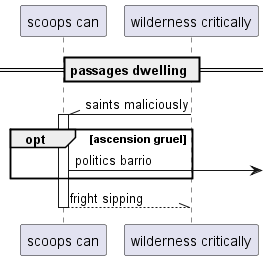 scoops can wilderness critically
passages dwelling
saints maliciously
opt [ascension gruel]
politics barrio
fright sipping
scoops can wilderness critically